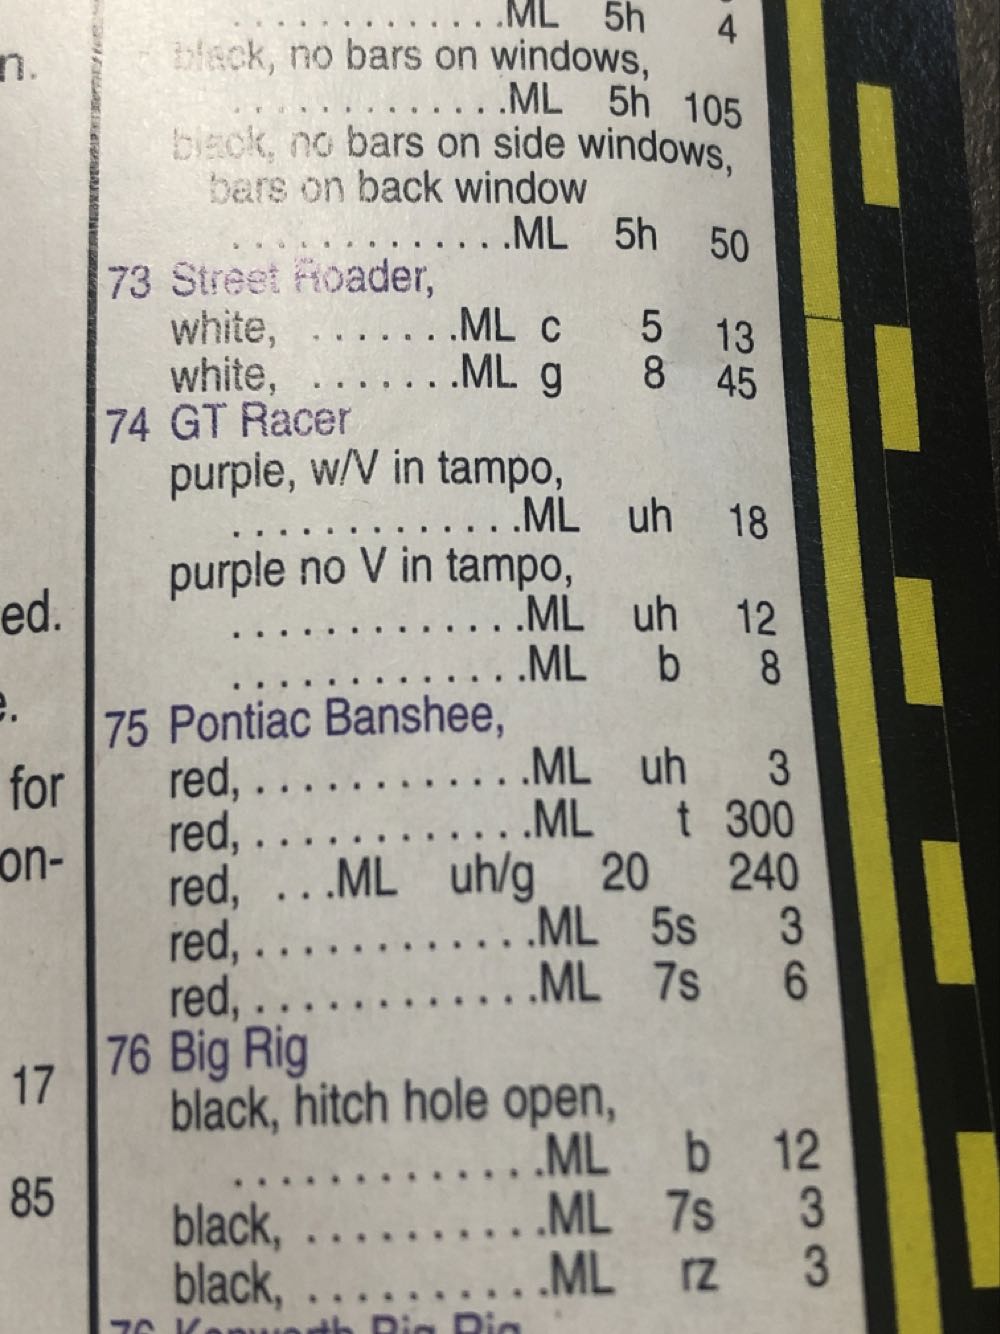 n.
ed.
e.
for
on-
17
85
.............ML 5h 4
black, no bars on windows,
.............ML 5h 105
black, no bars on side windows,
bars on back window
.............ML 5h 50
73 Street Roader,
white, .......ML c 5 13
white, .......ML g 8 45
74 GT Racer
purple, w/V in tampo,
.............ML uh 18
purple no V in tampo,
.............ML uh 12
.............ML b 8
75 Pontiac Banshee,
red,............ML uh 3
red,............ML t 300
red, ...ML uh/g 20 240
red,............ML 5s 3
red,............ML 7s 6
76 Big Rig
black, hitch hole open,
.............ML b 12
black, ..........ML 7s 3
black, ..........ML rz 3
76 Kenworth Big Rig